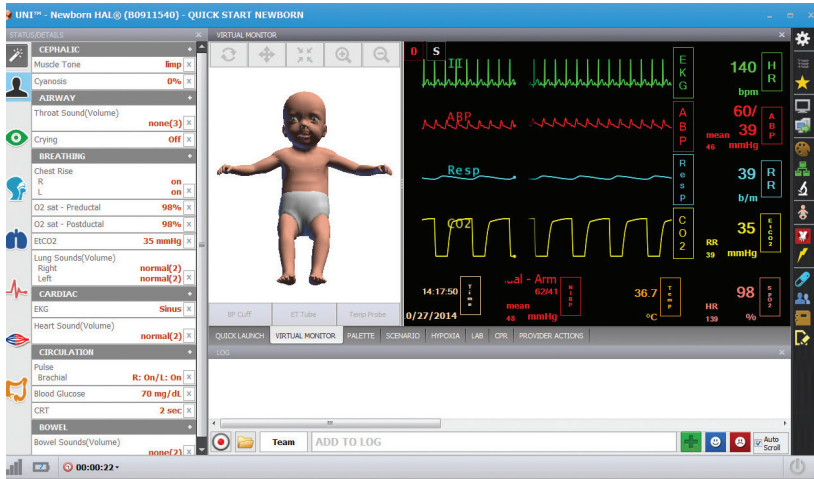 UNI™ - Newborn HAL® (B0911540) - QUICK START NEWBORN
STATUS/DETAILS
CEPHALIC
Muscle Tone limp
Cyanosis 0%
AIRWAY
Throat Sound(Volume)
none(3)
Crying Off
BREATHING
Chest Rise
R on
L on
O2 sat - Preductal 98%
O2 sat - Postductal 98%
EtCO2 35 mmHg
Lung Sounds(Volume)
Right normal(2)
Left normal(2)
CARDIAC
EKG Sinus
Heart Sound(Volume)
normal(2)
CIRCULATION
Pulse
Brachial R: On/L: On
Blood Glucose 70 mg/dL
CRT 2 sec
BOWEL
Bowel Sounds(Volume)
none(2)
00:00:22
VIRTUAL MONITOR
BP Cuff ET Tube Temp Probe
0 S
II EKG 140 HR
bpm
ABP ABP 60/ ABP
mean 39
46 mmHg
Resp Resp 39 RR
b/m
CO2 CO2 35 EtCO2
RR
39 mmHg
14:17:50 Time
0/27/2014
al - Arm
62/41 NIBP
mean
48 mmHg
36.7 Temp
°C
98 SpO2
HR
139 %
QUICK LAUNCH VIRTUAL MONITOR PALETTE SCENARIO HYPOXIA LAB CPR PROVIDER ACTIONS
LOG
Team ADD TO LOG
Auto
Scroll